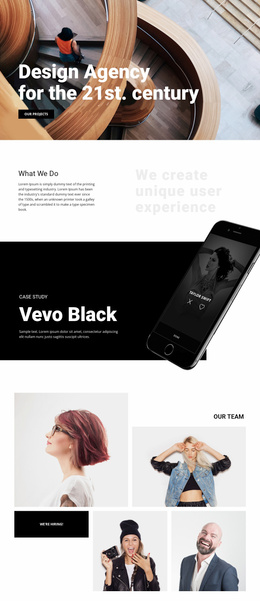 Design Agency
for the 21st. century
OUR PROJECTS
What We Do
Lorem Ipsum is simply dummy text of the printing
and typesetting industry. Lorem Ipsum has been
the industry's standard dummy text ever since
the 1500s, when an unknown printer took a galley
of type and scrambled it to make a type specimen
book.
We create
unique user
experience
CASE STUDY
Vevo Black
Sample text. Lorem ipsum dolor sit amet, consectetur
adipiscing elit nullam nunc justo sagittis suscipit ultrices.
TAYLOR SWIFT
OUR TEAM
WE'RE HIRING!